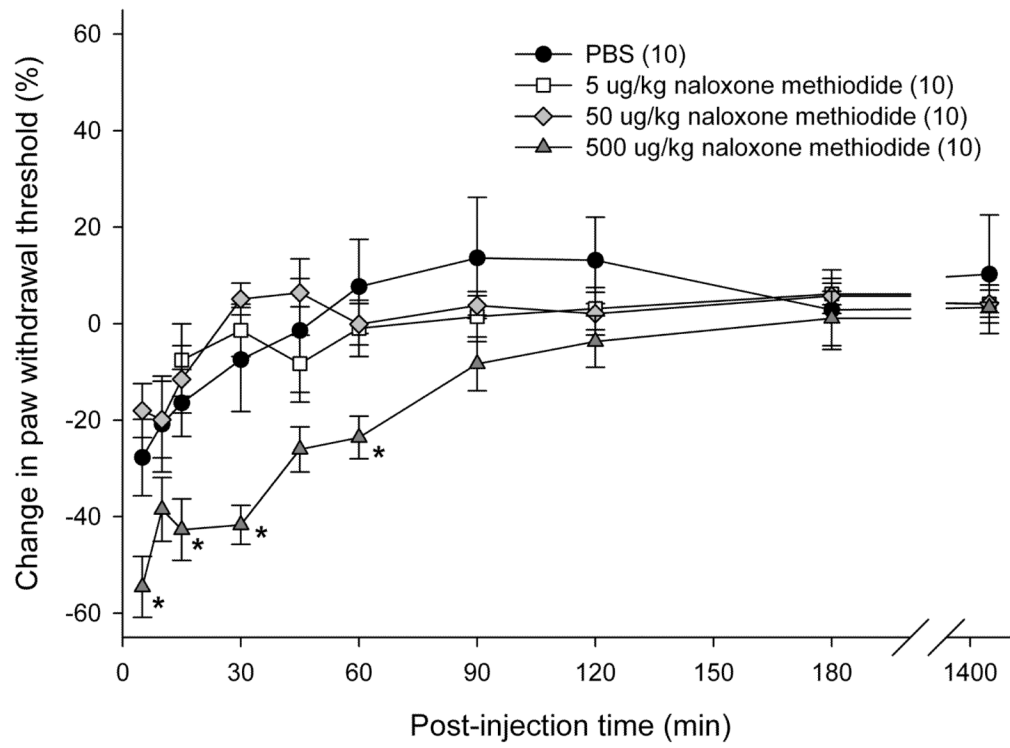 Change in paw withdrawal threshold (%)
60
40
20
0
-20
-40
-60
PBS (10)
5 ug/kg naloxone methiodide (10)
50 ug/kg naloxone methiodide (10)
500 ug/kg naloxone methiodide (10)
*
*
*
*
0 30 60 90 120 150 180 1400
Post-injection time (min)